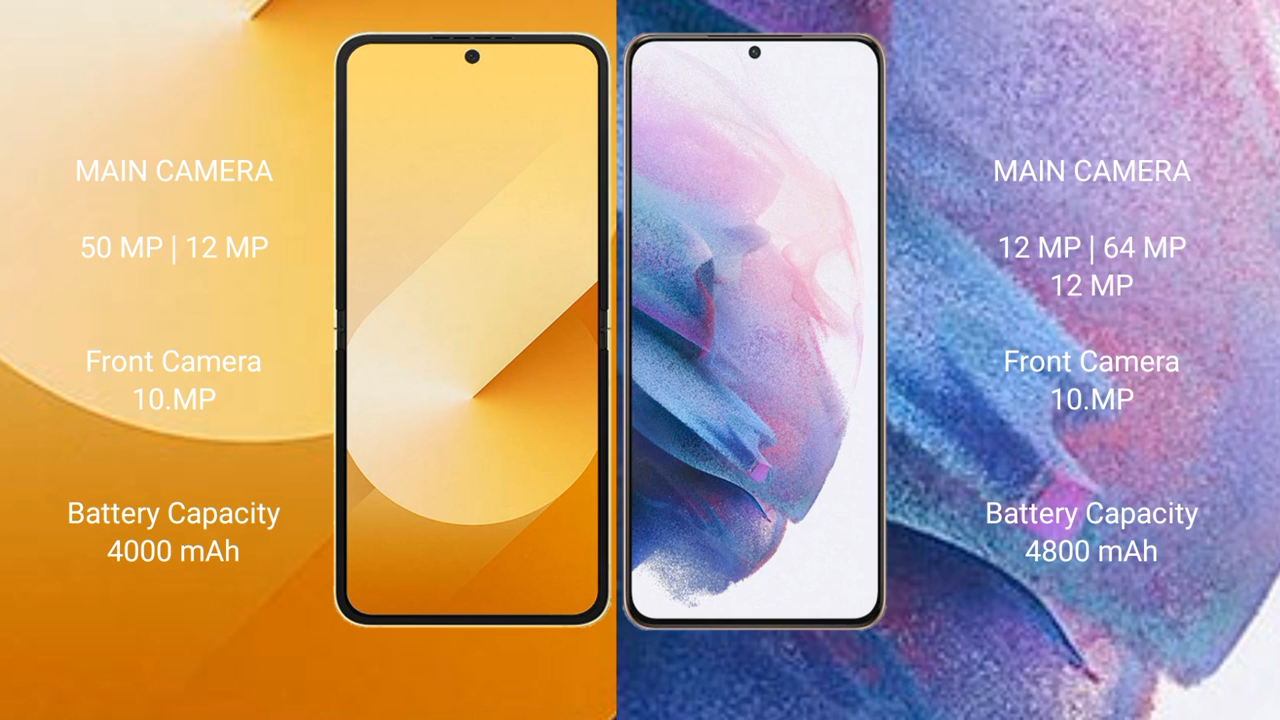 MAIN CAMERA
50 MP | 12 MP
Front Camera
10.MP
Battery Capacity
4000 mAh
MAIN CAMERA
12 MP | 64 MP
12 MP
Front Camera
10.MP
Battery Capacity
4800 mAh